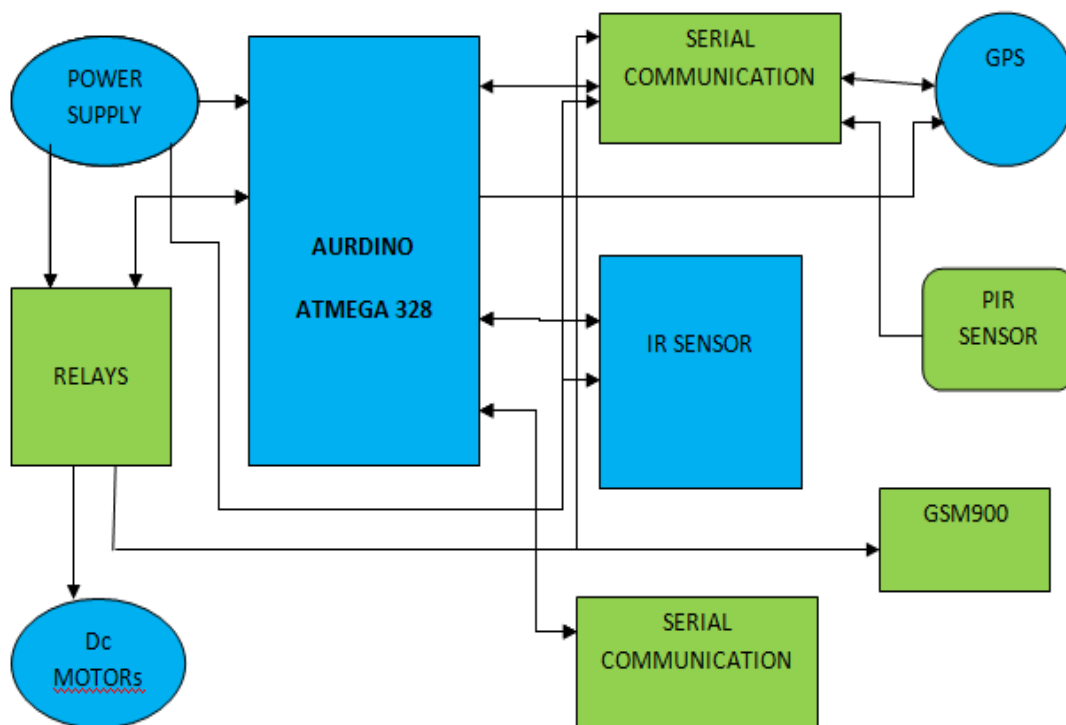 POWER
SUPPLY
SERIAL
COMMUNICATION
GPS
AURDINO
ATMEGA 328
IR SENSOR
PIR
SENSOR
RELAYS
GSM900
Dc
MOTORs
SERIAL
COMMUNICATION